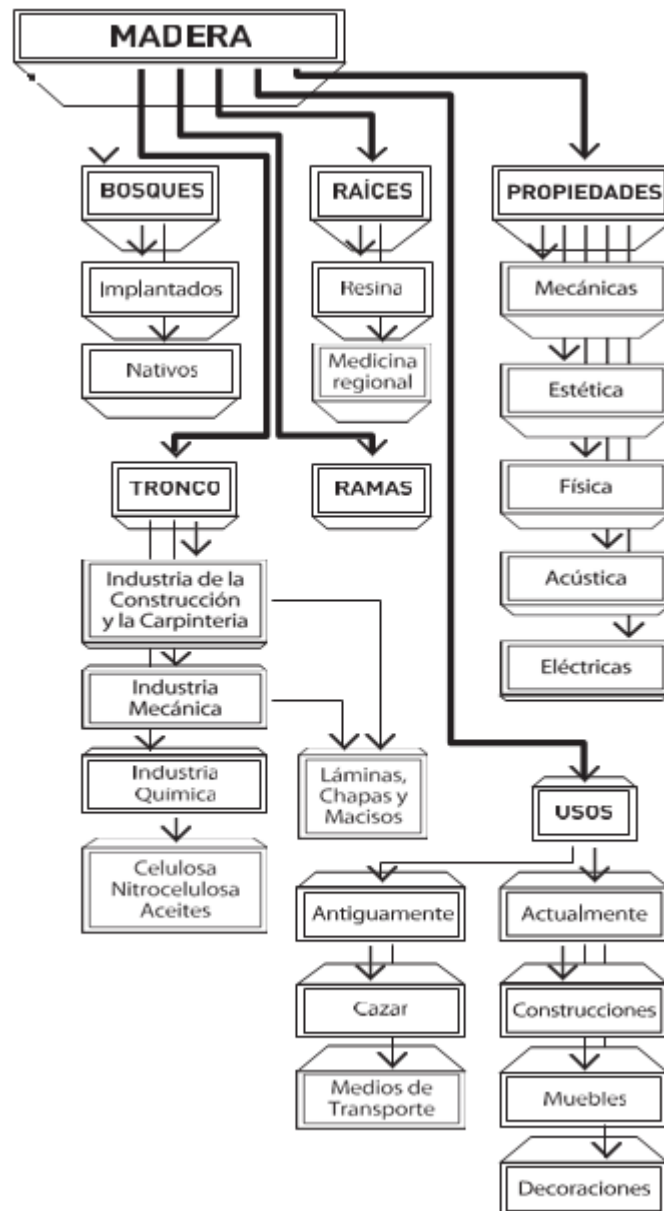 MADERA
BOSQUES
Implantados
Nativos
RAÍCES
Resina
Medicina
regional
PROPIEDADES
Mecánicas
Estética
Física
Acústica
Eléctricas
TRONCO
Industria de la
Construcción
y la Carpinteria
Industria
Mecánica
Industria
Quimica
Celulosa
Nitrocelulosa
Aceites
RAMAS
Láminas,
Chapas y
Macisos
USOS
Antiguamente
Cazar
Medios de
Transporte
Actualmente
Construcciones
Muebles
Decoraciones